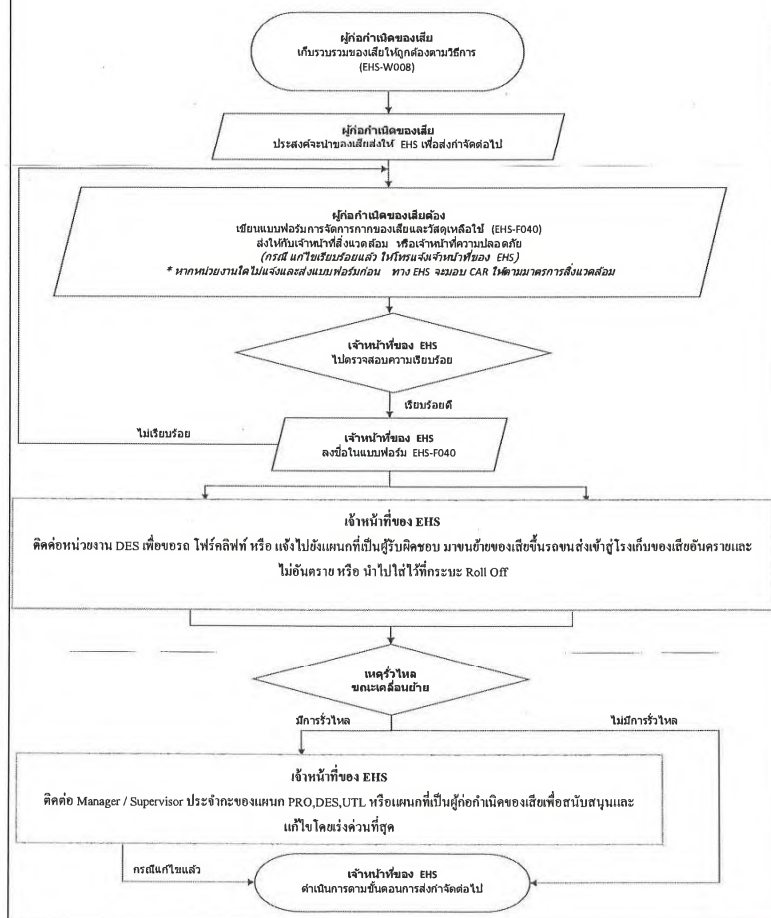 ผู้ก่อกำเนิดของเสีย
เก็บรวบรวมของเสียให้ถูกต้องตามวิธีการ
(EHS-W008)
ผู้ก่อกำเนิดของเสีย
ประสงค์จะนำของเสียส่งให้ EHS เพื่อส่งกำจัดต่อไป
ผู้ก่อกำเนิดของเสียต้อง
เขียนแบบฟอร์มการจัดการกากของเสียและวัสดุเหลือใช้ (EHS-F040)
ส่งให้กับเจ้าหน้าที่สิ่งแวดล้อม หรือเจ้าหน้าที่ความปลอดภัย
(กรณี แก้ไขเรียบร้อยแล้ว ให้โทรแจ้งเจ้าหน้าที่ของ EHS)
* หากหน่วยงานใดไม่แจ้งและส่งแบบฟอร์มก่อน ทาง EHS จะมอบ CAR ให้ตามมาตรการสิ่งแวดล้อม
เจ้าหน้าที่ของ EHS
ไปตรวจสอบความเรียบร้อย
เรียบร้อยดี
ไม่เรียบร้อย
เจ้าหน้าที่ของ EHS
ลงชื่อในแบบฟอร์ม EHS-F040
เจ้าหน้าที่ของ EHS
ติดต่อหน่วยงาน DES เพื่อขอรถ โฟร์คลิฟท์ หรือ แจ้งไปยังแผนกที่เป็นผู้รับผิดชอบ มาขนย้ายของเสียขึ้นรถขนส่งเข้าสู่โรงเก็บของเสียอันตรายและ
ไม่อันตราย หรือ นำไปใส่ไว้ที่กระบะ Roll Off
เหตุรั่วไหล
ขณะเคลื่อนย้าย
มีการรั่วไหล
ไม่มีการรั่วไหล
เจ้าหน้าที่ของ EHS
ติดต่อ Manager / Supervisor ประจำกะของแผนก PRO,DES,UTL หรือแผนกที่เป็นผู้ก่อกำเนิดของเสียเพื่อสนับสนุนและ
แก้ไขโดยเร่งด่วนที่สุด
กรณีแก้ไขแล้ว
เจ้าหน้าที่ของ EHS
ดำเนินการตามขั้นตอนการส่งกำจัดต่อไป